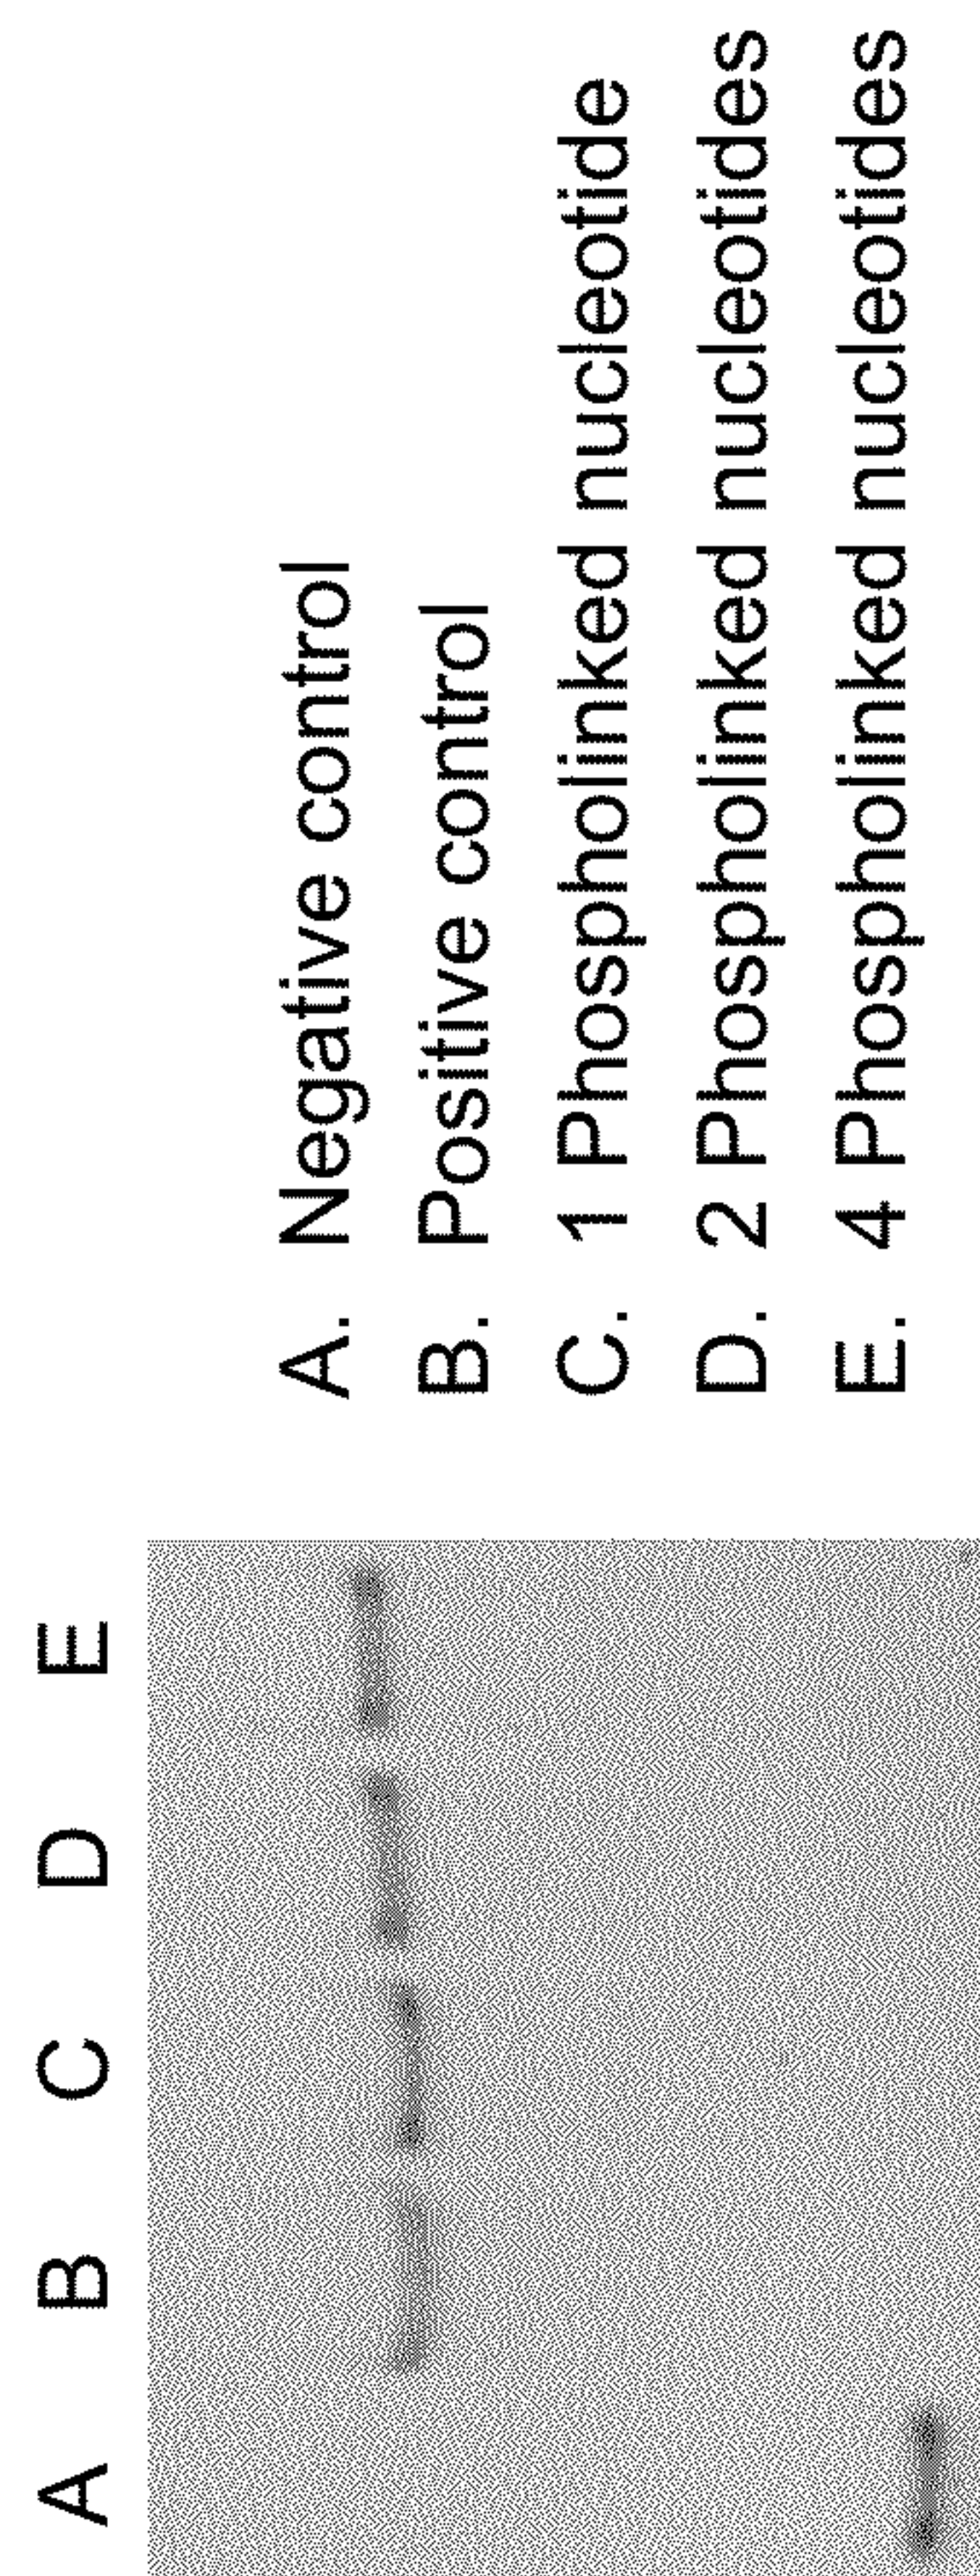 A B C D E
A. Negative control
B. Positive control
C. 1 Phospholinked nucleotide
D. 2 Phospholinked nucleotides
E. 4 Phospholinked nucleotides